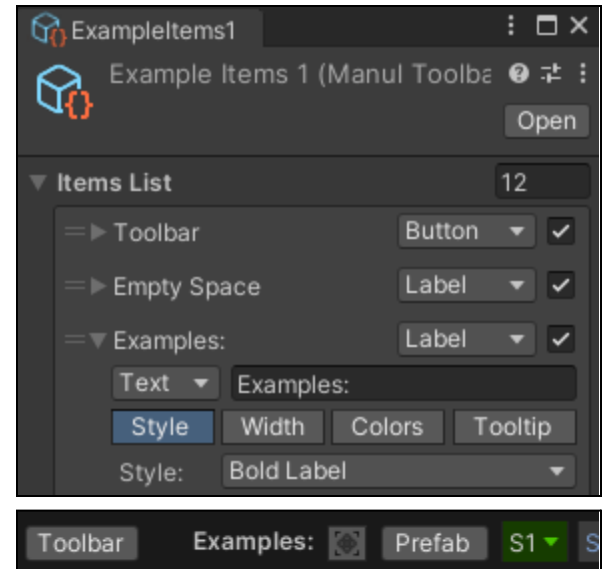 ExampleItems1
Example Items 1 (Manul Toolba
Open
Items List 12
Toolbar Button
Empty Space Label
Examples: Label
Text Examples:
Style Width Colors Tooltip
Style: Bold Label
Toolbar Examples: Prefab S1 S